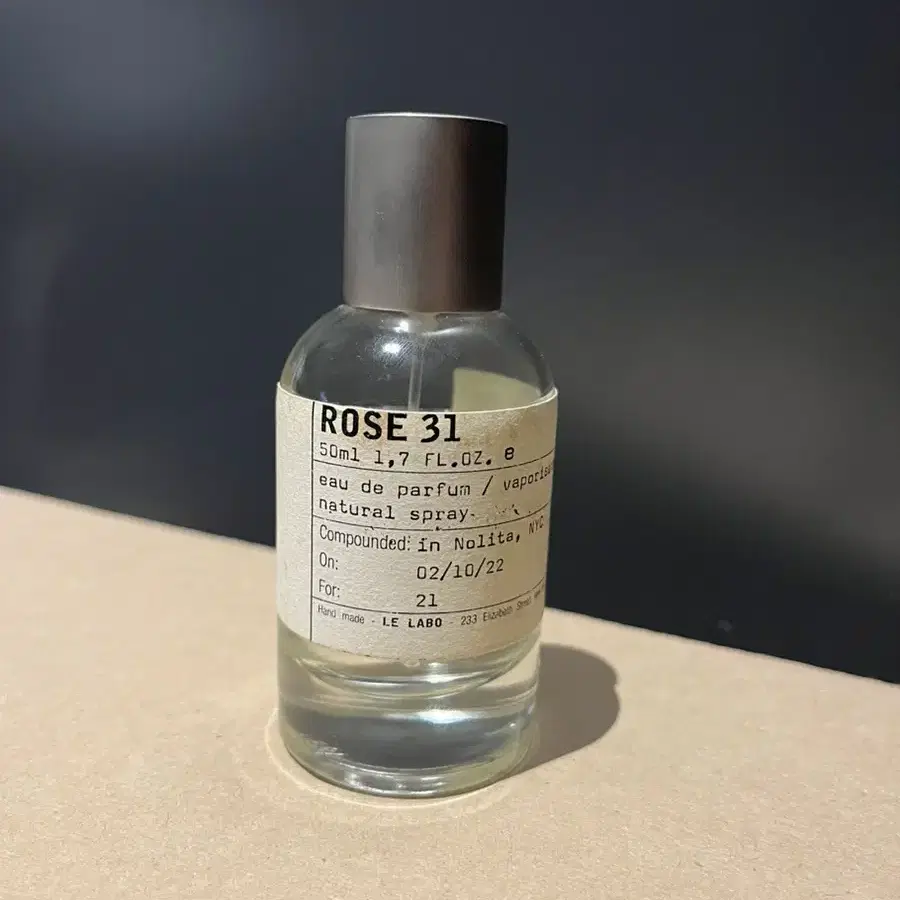 ROSE 31
50ml 1,7 FL.OZ. e
eau de parfum /
natural spray
Compounded: in Nolita, NYC
On: 02/10/22
For: 21
Hand made - LE LABO - 233 Elizabeth Street